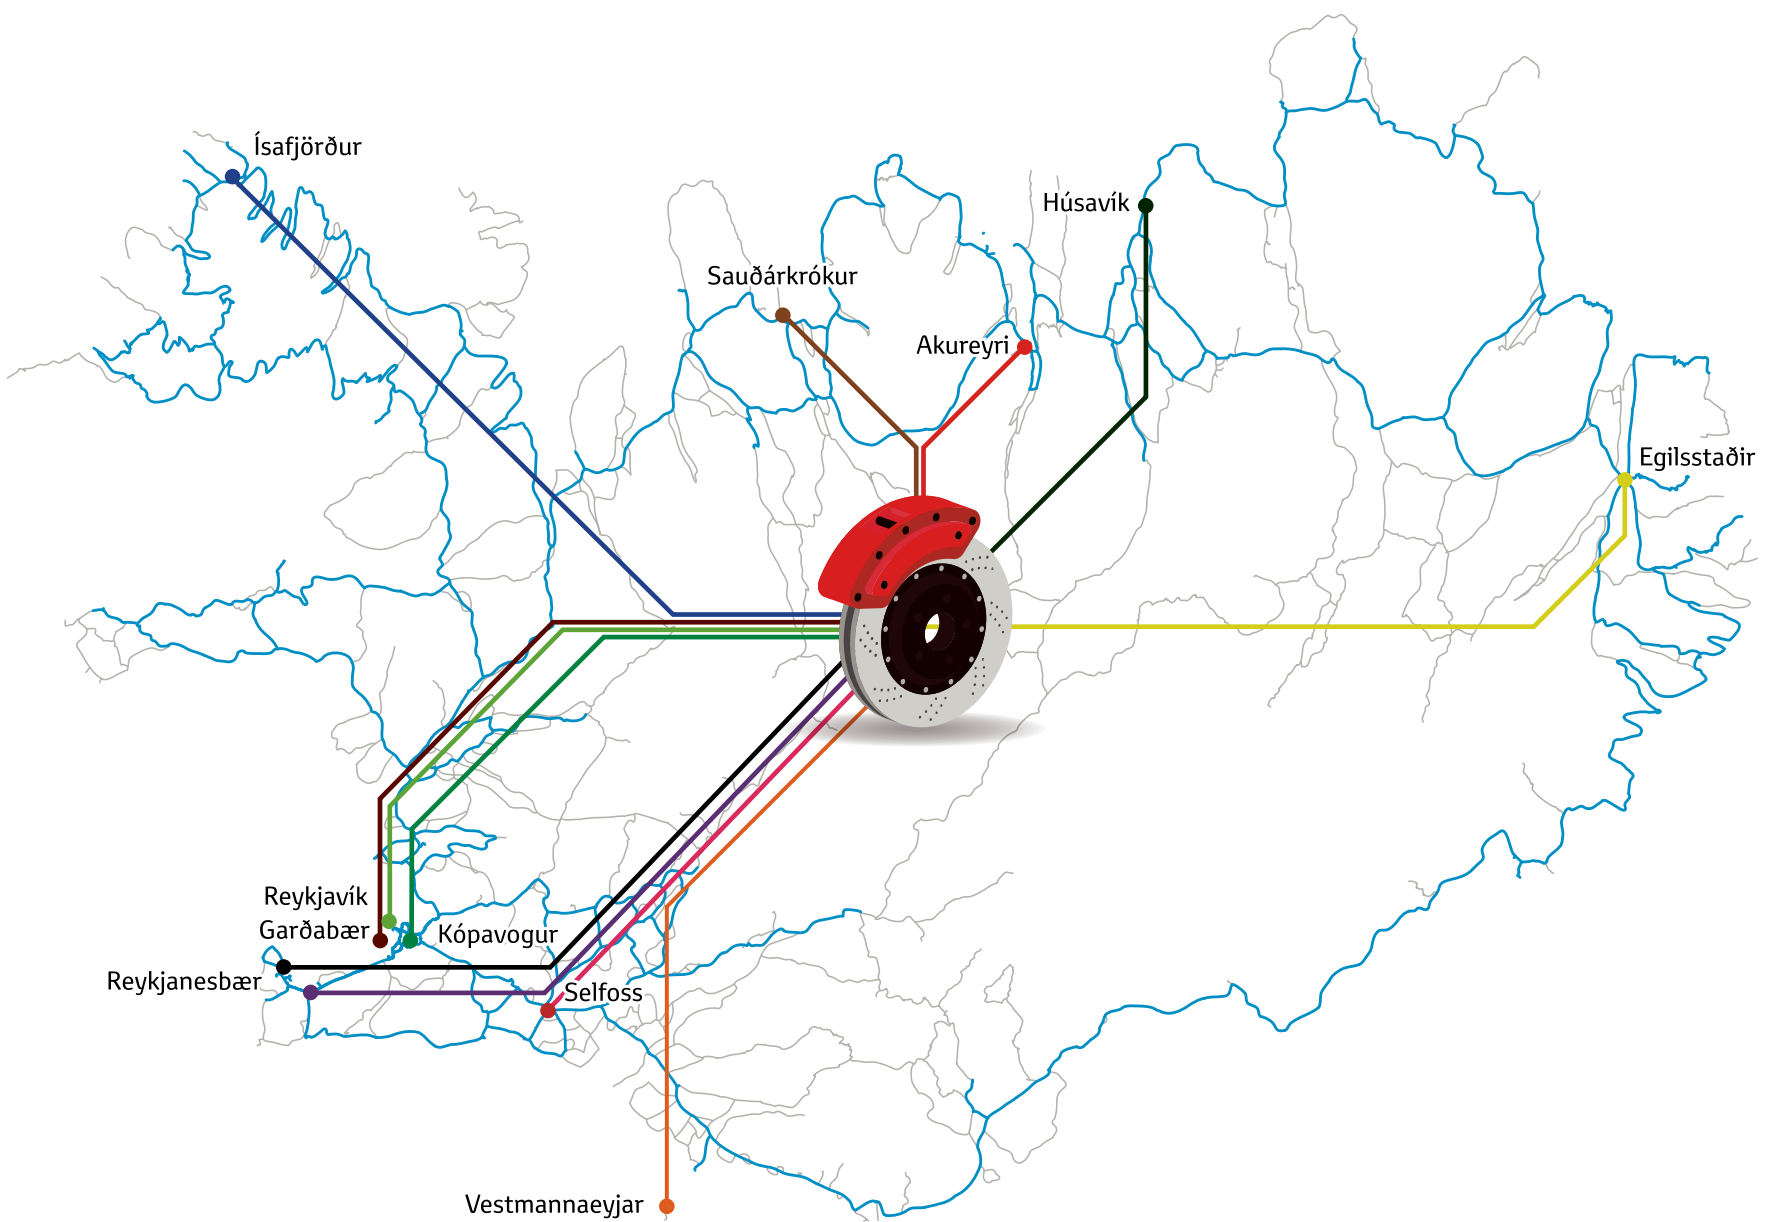 Ísafjörður
Húsavík
Sauðárkrókur
Akureyri
Egilsstaðir
Reykjavík
Garðabær
Kópavogur
Reykjanesbær
Selfoss
Vestmannaeyjar